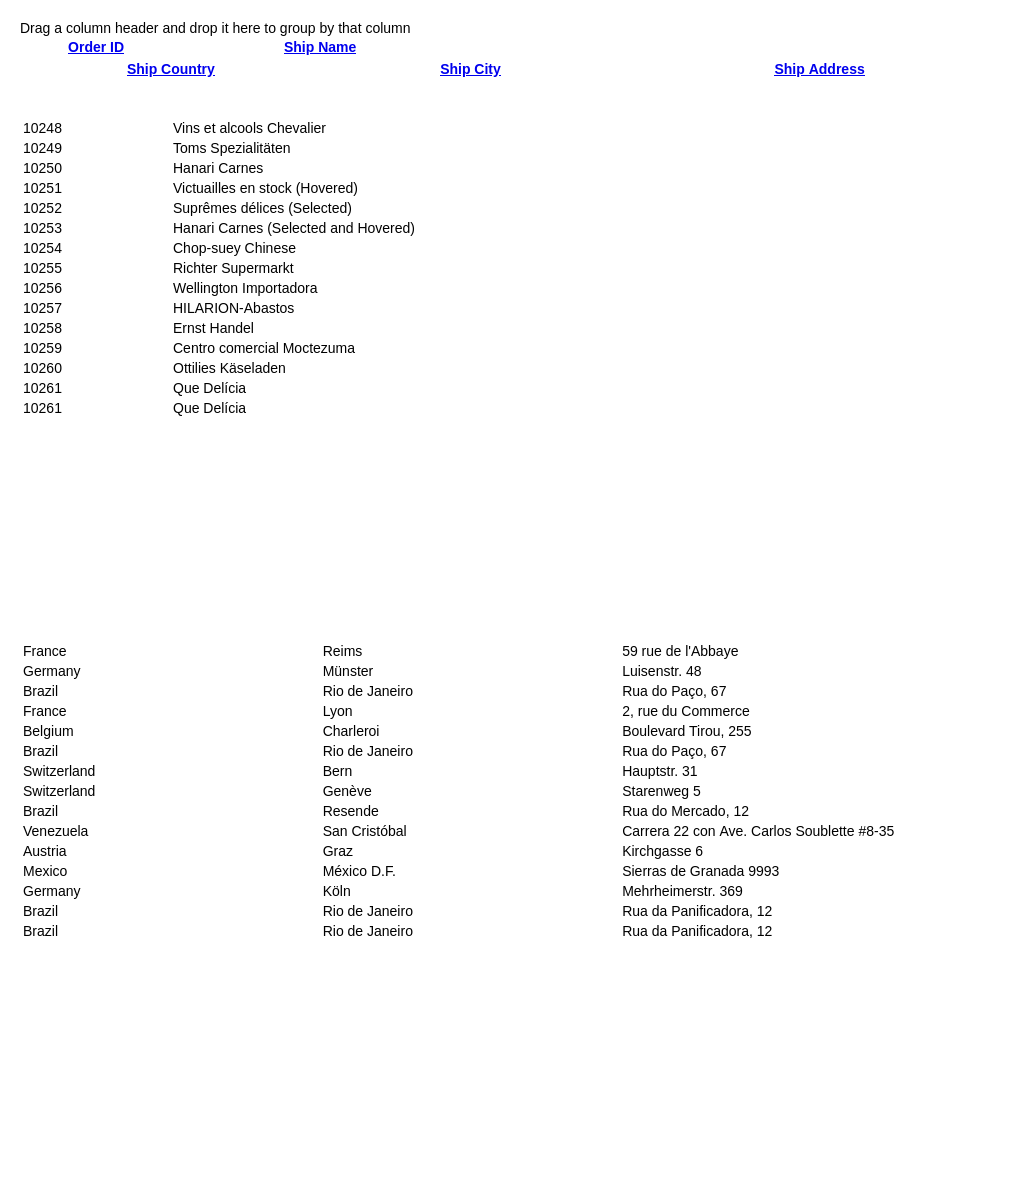 Drag a column header and drop it here to group by that column
Order ID Ship Name
Ship Country Ship City Ship Address
10248 Vins et alcools Chevalier
10249 Toms Spezialitäten
10250 Hanari Carnes
10251 Victuailles en stock (Hovered)
10252 Suprêmes délices (Selected)
10253 Hanari Carnes (Selected and Hovered)
10254 Chop-suey Chinese
10255 Richter Supermarkt
10256 Wellington Importadora
10257 HILARION-Abastos
10258 Ernst Handel
10259 Centro comercial Moctezuma
10260 Ottilies Käseladen
10261 Que Delícia
10261 Que Delícia
France Reims 59 rue de l'Abbaye
Germany Münster Luisenstr. 48
Brazil Rio de Janeiro Rua do Paço, 67
France Lyon 2, rue du Commerce
Belgium Charleroi Boulevard Tirou, 255
Brazil Rio de Janeiro Rua do Paço, 67
Switzerland Bern Hauptstr. 31
Switzerland Genève Starenweg 5
Brazil Resende Rua do Mercado, 12
Venezuela San Cristóbal Carrera 22 con Ave. Carlos Soublette #8-35
Austria Graz Kirchgasse 6
Mexico México D.F. Sierras de Granada 9993
Germany Köln Mehrheimerstr. 369
Brazil Rio de Janeiro Rua da Panificadora, 12
Brazil Rio de Janeiro Rua da Panificadora, 12